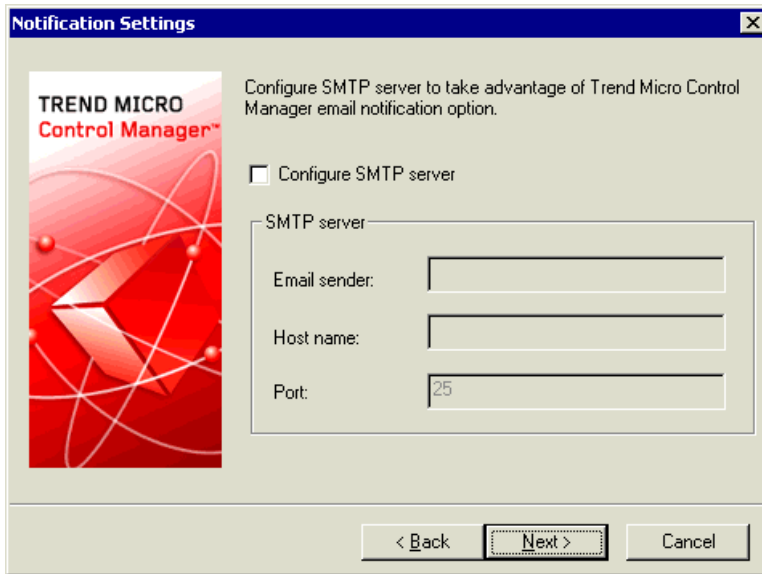 Notification Settings
TREND MICRO
Control Manager™
Configure SMTP server to take advantage of Trend Micro Control
Manager email notification option.
Configure SMTP server
SMTP server
Email sender:
Host name:
Port:
25
< Back
Next >
Cancel